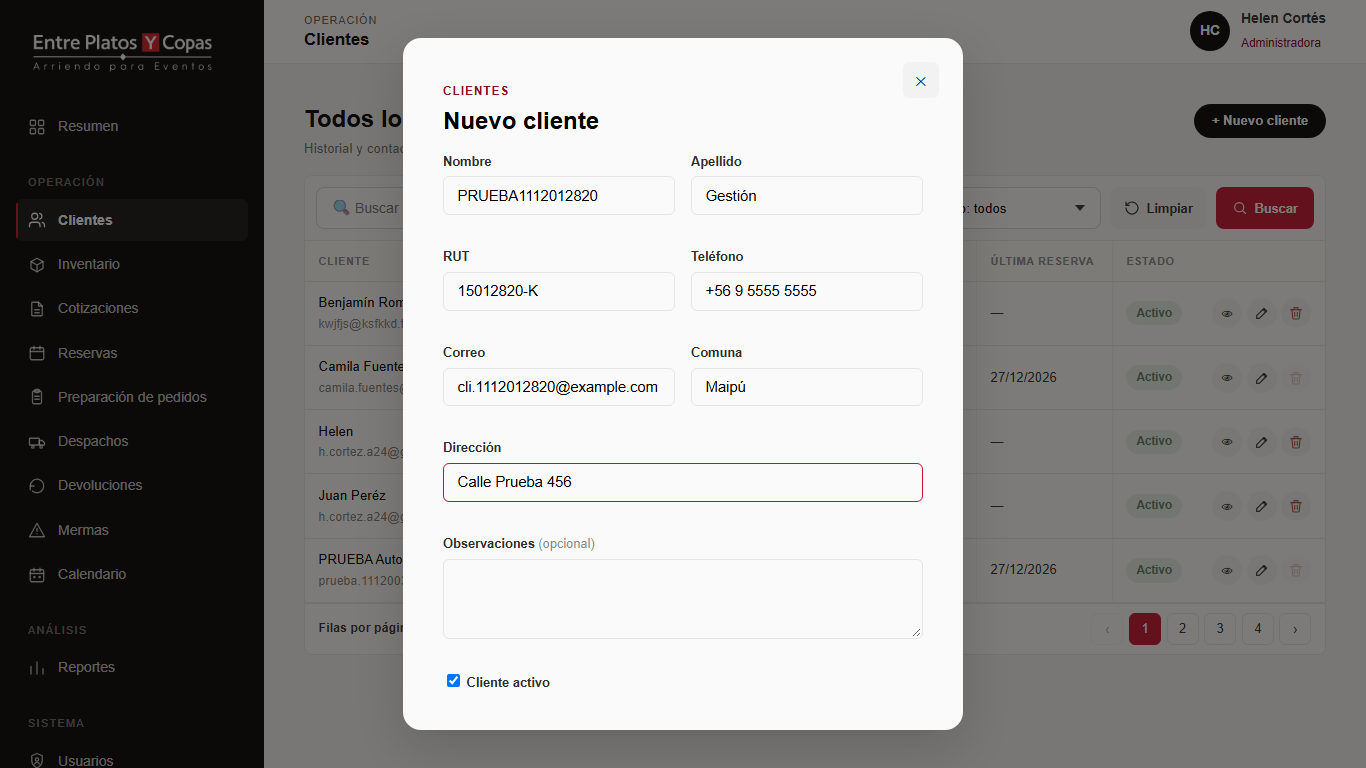 Entre Platos Y Copas
Arriendo para Eventos
Resumen
OPERACIÓN
Clientes
Inventario
Cotizaciones
Reservas
Preparación de pedidos
Despachos
Devoluciones
Mermas
Calendario
ANÁLISIS
Reportes
SISTEMA
Usuarios
OPERACIÓN
Clientes
HC
Helen Cortés
Administradora
Todos lo
Historial y contac
+ Nuevo cliente
Buscar
o: todos
Limpiar
Buscar
CLIENTE
ÚLTIMA RESERVA
ESTADO
Benjamín Rom
kwjfjs@ksfkkd.
—
Activo
Camila Fuente
camila.fuentes@
27/12/2026
Activo
Helen
h.cortez.a24@
—
Activo
Juan Peréz
h.cortez.a24@
—
Activo
PRUEBA Auto
prueba.111200
27/12/2026
Activo
Filas por págin
‹ 1 2 3 4 ›
CLIENTES
Nuevo cliente
Nombre
Apellido
PRUEBA1112012820
Gestión
RUT
Teléfono
15012820-K
+56 9 5555 5555
Correo
Comuna
cli.1112012820@example.com
Maipú
Dirección
Calle Prueba 456
Observaciones (opcional)
Cliente activo